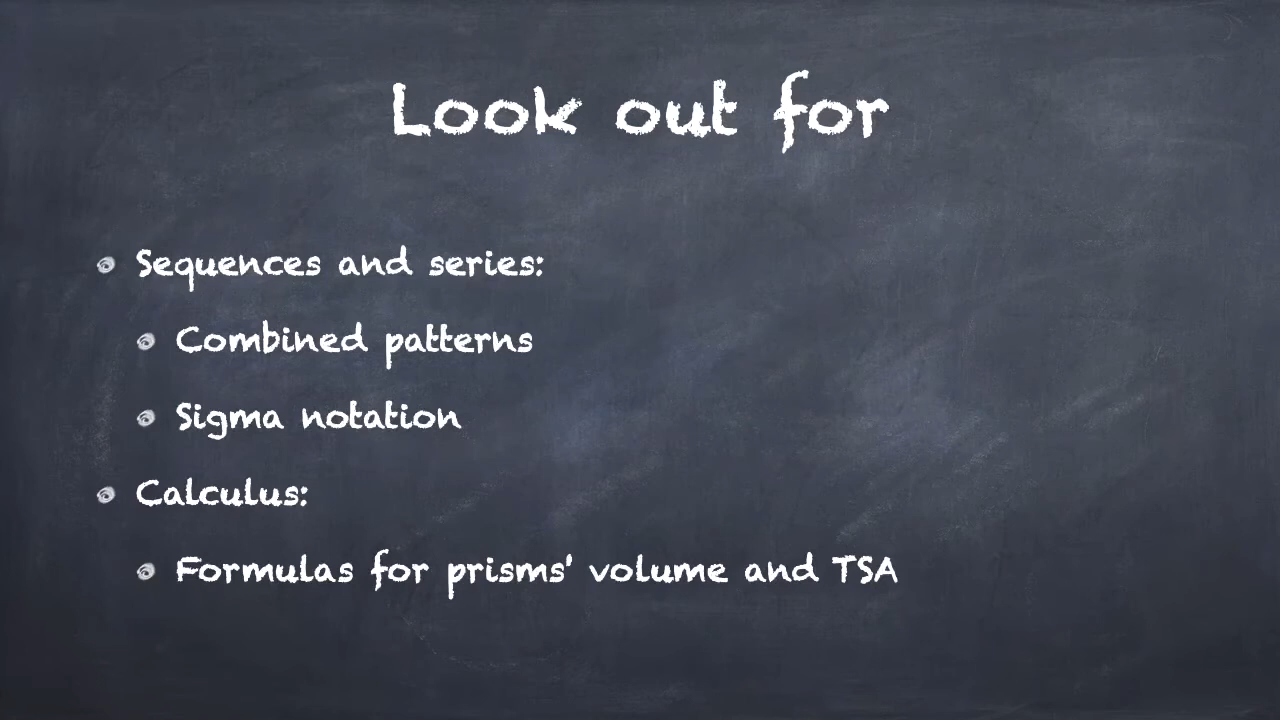 Look out for
Sequences and series:
Combined patterns
Sigma notation
Calculus:
Formulas for prisms' volume and TSA